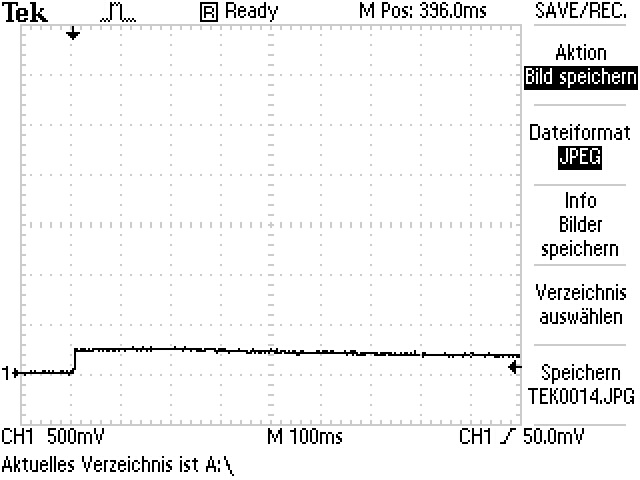 Tek
R Ready
M Pos: 396.0ms
SAVE/REC.
Aktion
Bild speichern
Dateiformat
JPEG
Info
Bilder
speichern
Verzeichnis
auswählen
Speichern
TEK0014.JPG
1
CH1 500mV
M 100ms
CH1 50.0mV
Aktuelles Verzeichnis ist A:\